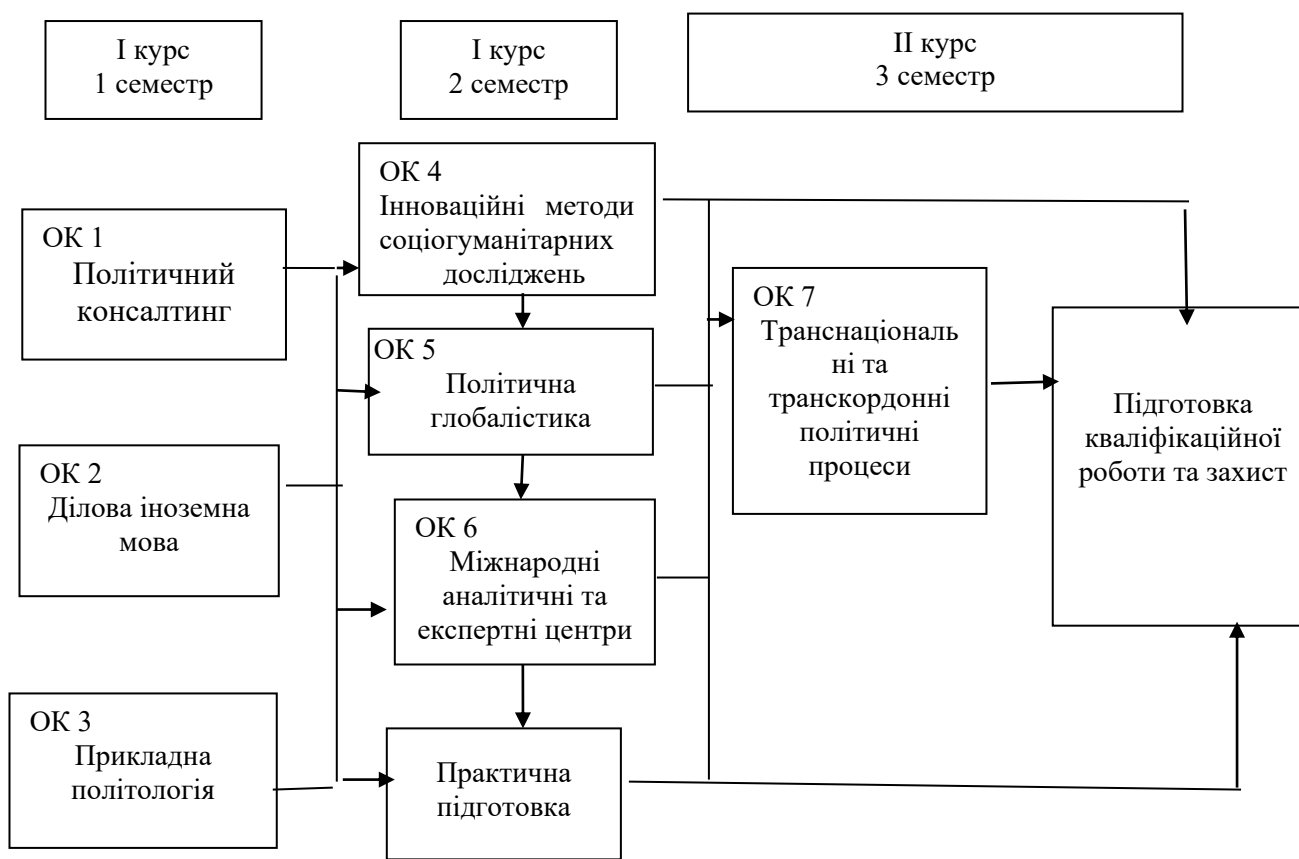 І курс
1 семестр
І курс
2 семестр
ІІ курс
3 семестр
ОК 1
Політичний
консалтинг
ОК 2
Ділова іноземна
мова
ОК 3
Прикладна
політологія
ОК 4
Інноваційні методи
соціогуманітарних
досліджень
ОК 5
Політична
глобалістика
ОК 6
Міжнародні
аналітичні та
експертні центри
Практична
підготовка
ОК 7
Транснаціональ
ні та
транскордонні
політичні
процеси
Підготовка
кваліфікаційної
роботи та захист